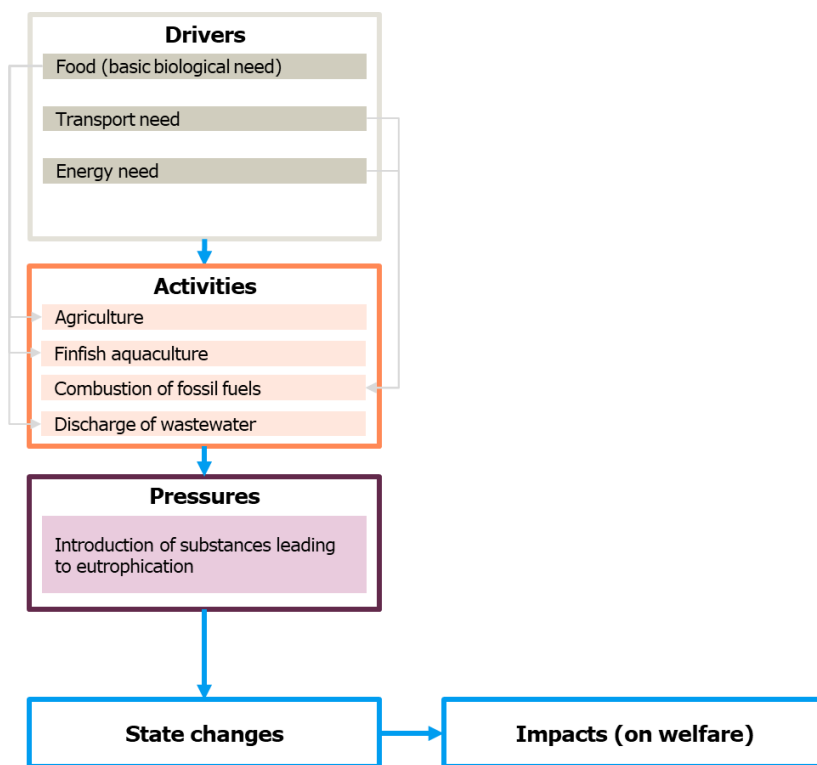 Drivers
Food (basic biological need)
Transport need
Energy need
Activities
Agriculture
Finfish aquaculture
Combustion of fossil fuels
Discharge of wastewater
Pressures
Introduction of substances leading
to eutrophication
State changes
Impacts (on welfare)